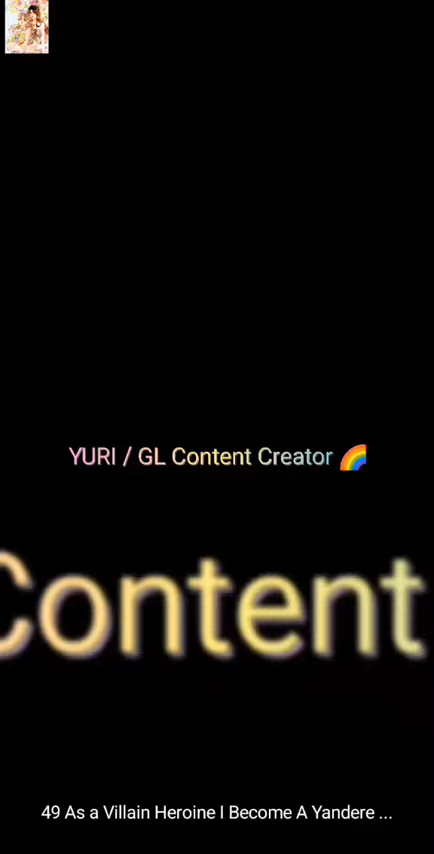 YURI / GL Content Creator 🌈
Content
49 As a Villain Heroine I Become A Yandere ...